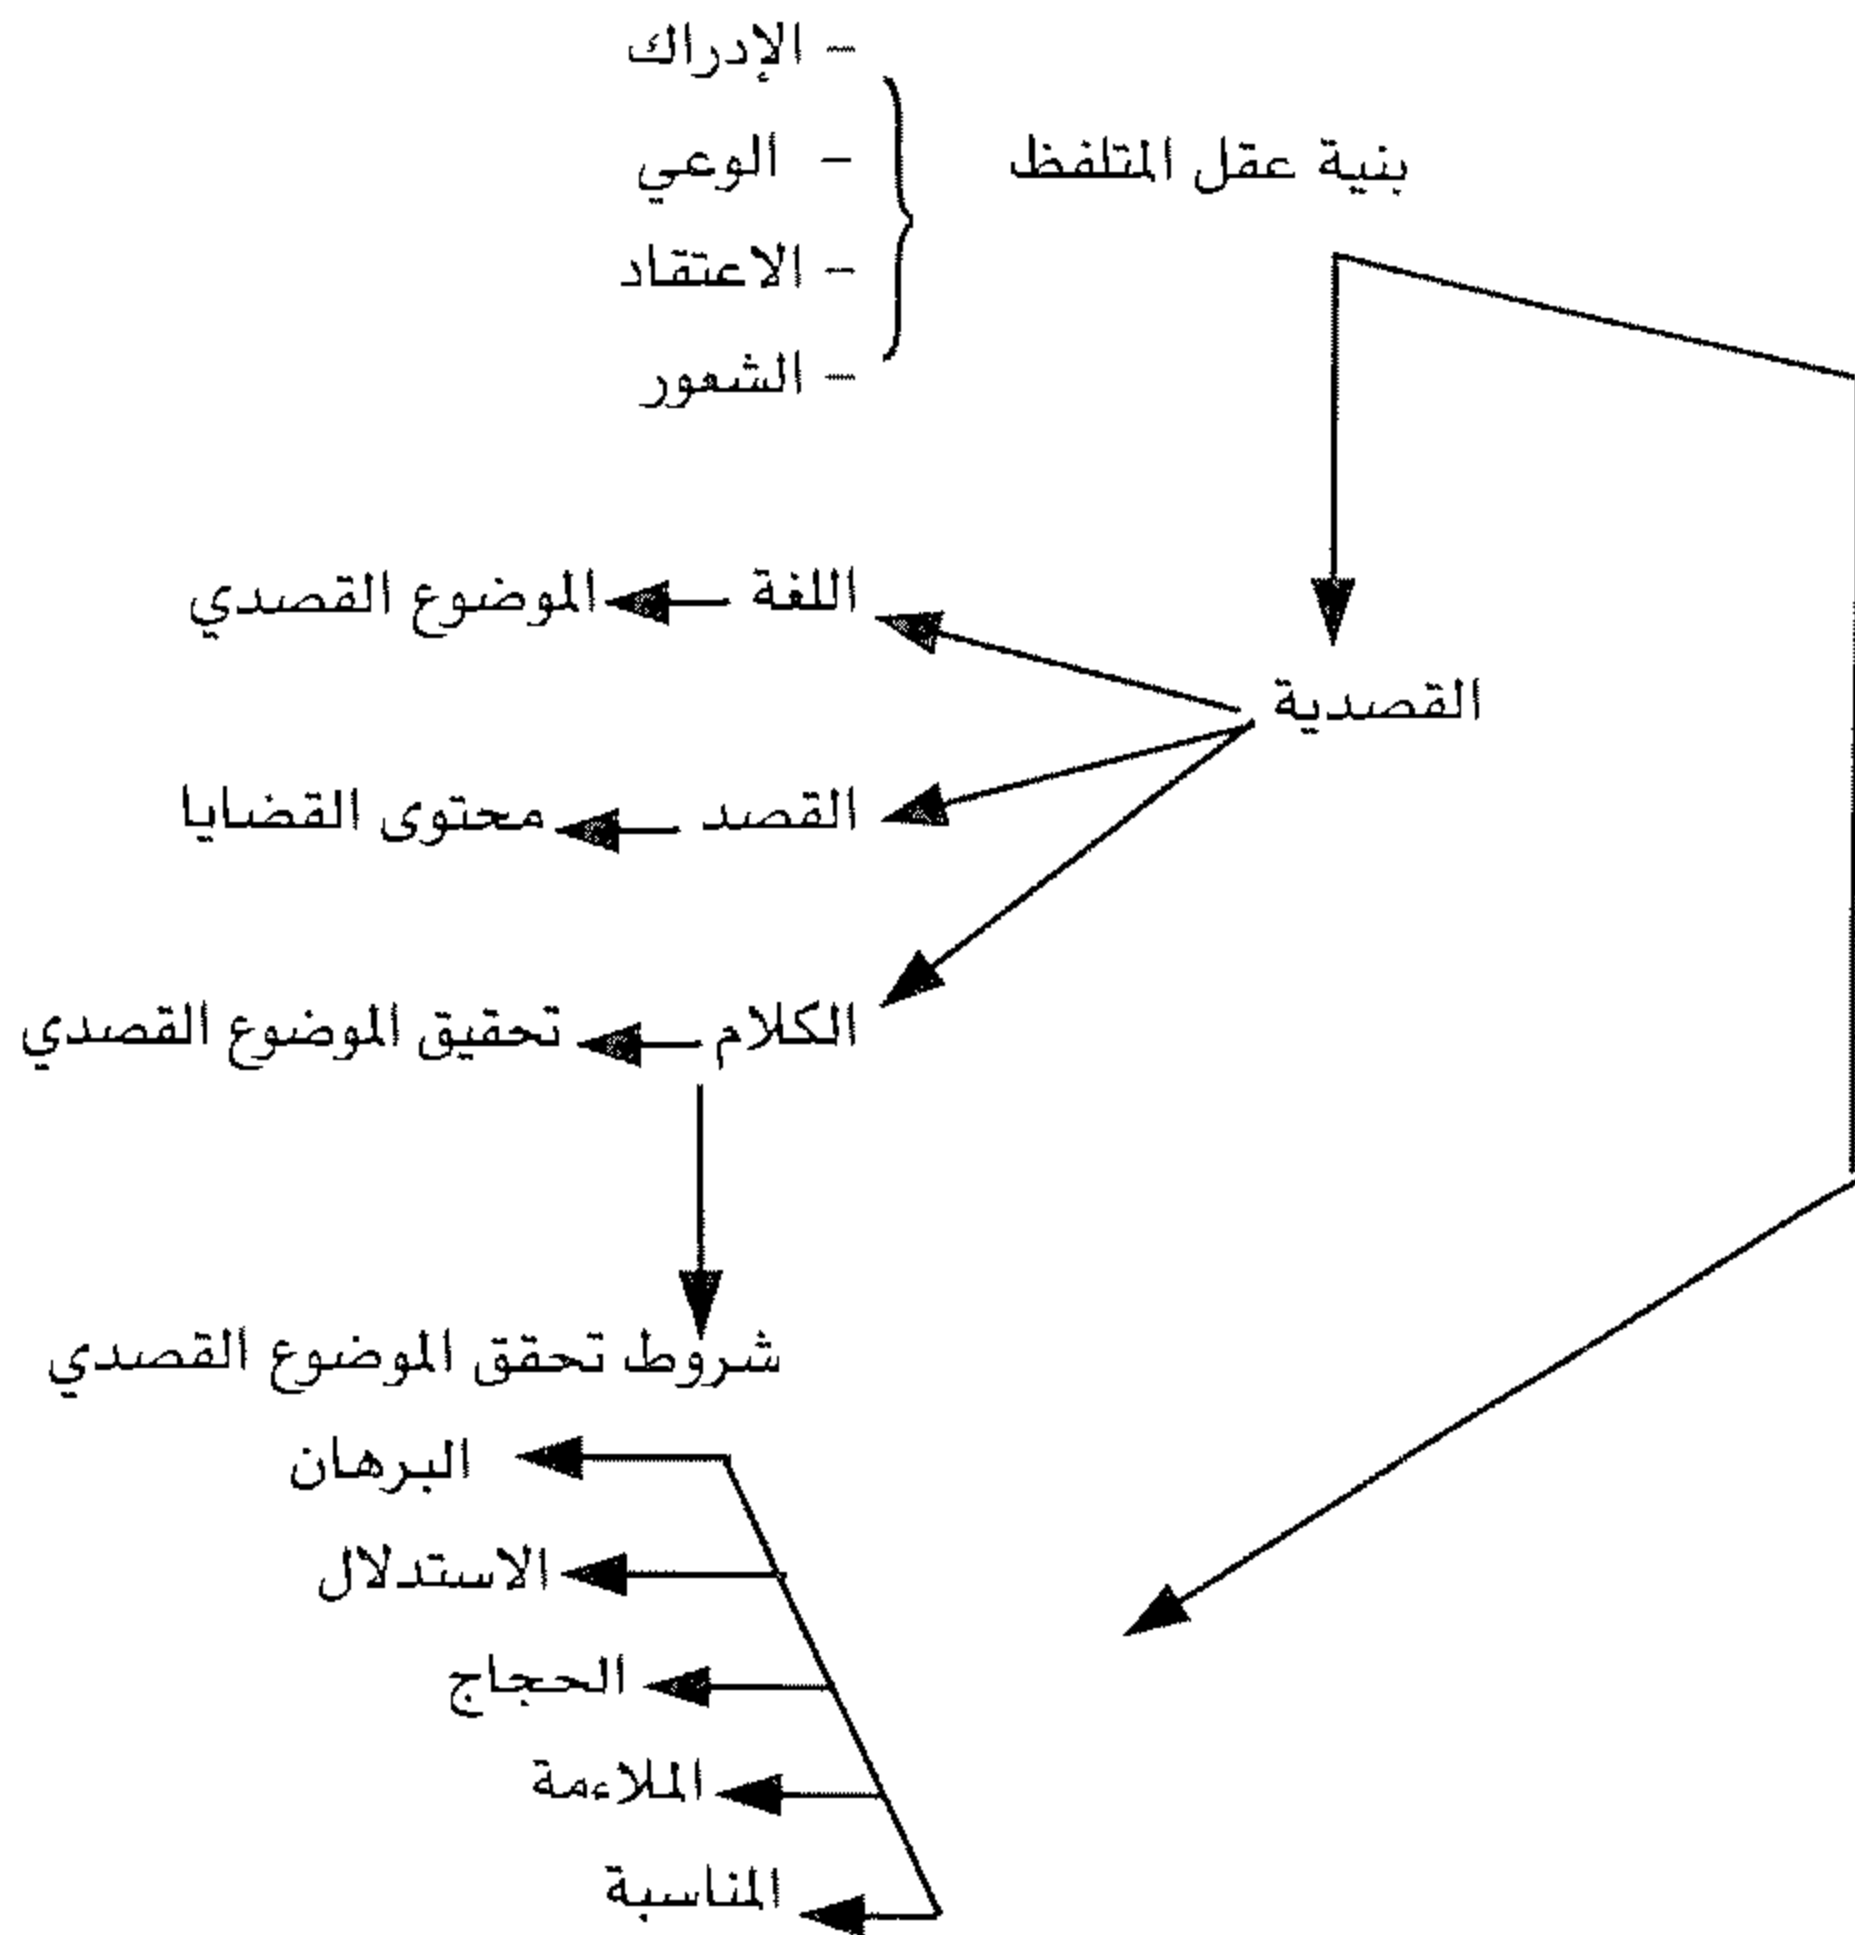 – الإدراك
بنية عقل المتلفظ – الوعي
– الاعتقاد
– الشعور
اللغة الموضوع القصدي
القصدية
القصد محتوى القضايا
الكلام تحقيق الموضوع القصدي
شروط تحقق الموضوع القصدي
البرهان
الاستدلال
الحجاج
الملاءمة
المناسبة